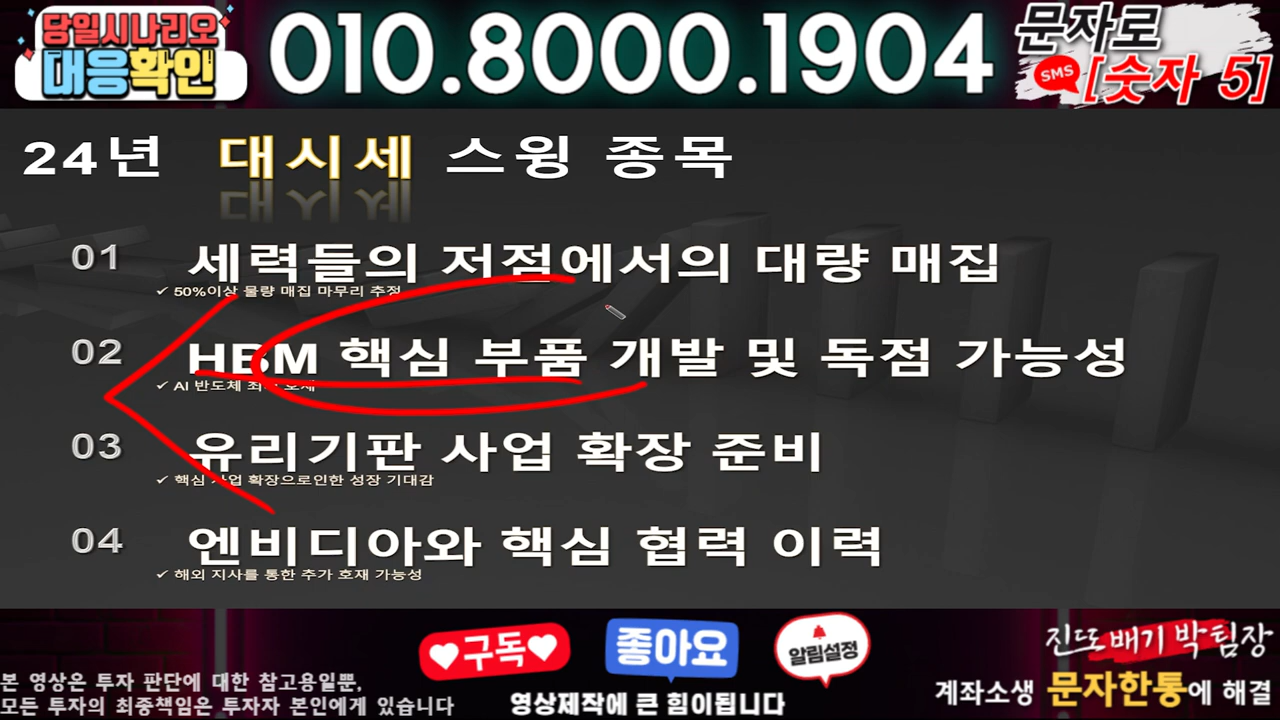 당일시나리오
대응확인
010.8000.1904
문자로
SMS
[숫자 5]
24년 대시세 스윙 종목
01 세력들의 저점에서의 대량 매집
✓ 50%이상 물량 매집 마무리 추정
02 HBM 핵심 부품 개발 및 독점 가능성
✓ AI 반도체 호재
03 유리기판 사업 확장 준비
✓ 핵심 사업 확장으로인한 성장 기대감
04 엔비디아와 핵심 협력 이력
✓ 해외 지사를 통한 추가 호재 가능성
구독
좋아요
알림설정
영상제작에 큰 힘이됩니다
본 영상은 투자 판단에 대한 참고용일뿐,
모든 투자의 최종책임은 투자자 본인에게 있습니다
진또배기 박팀장
계좌소생 문자한통에 해결